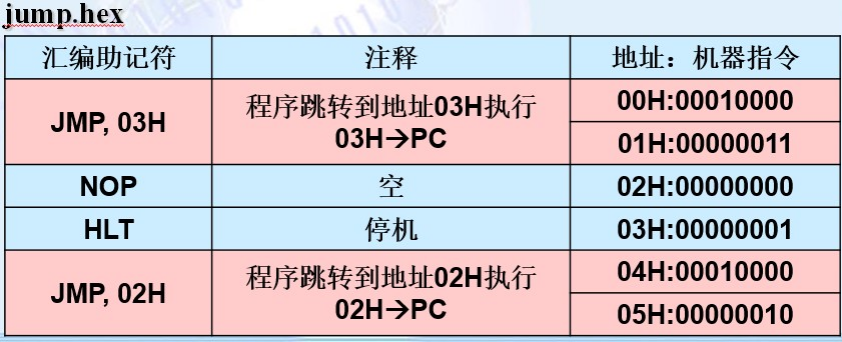 jump.hex
汇编助记符 注释 地址：机器指令
JMP, 03H
程序跳转到地址03H执行
03H→PC
00H:00010000
01H:00000011
NOP 空 02H:00000000
HLT 停机 03H:00000001
JMP, 02H
程序跳转到地址02H执行
02H→PC
04H:00010000
05H:00000010